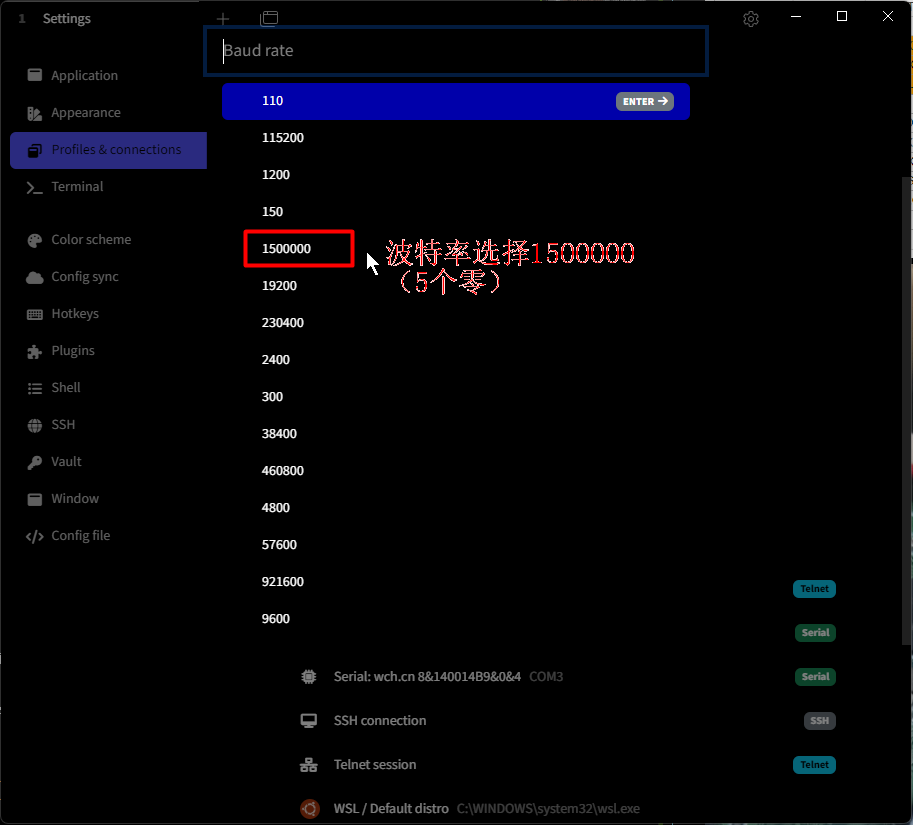 1 Settings
Baud rate
Application
110 ENTER →
Appearance
115200
Profiles & connections
1200
Terminal
150
Color scheme
1500000
波特率选择1500000
（5个零）
Config sync
19200
Hotkeys
230400
Plugins
2400
Shell
300
SSH
38400
Vault
460800
Window
4800
Config file
57600
921600
Telnet
9600
Serial
Serial: wch.cn 8&140014B9&0&4 COM3 Serial
SSH connection SSH
Telnet session Telnet
WSL / Default distro C:\WINDOWS\system32\wsl.exe